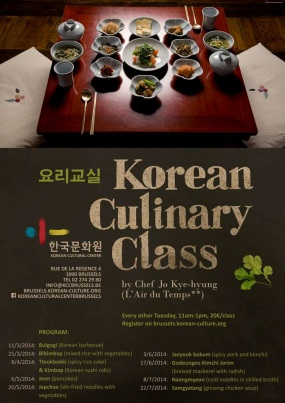 요리교실
Korean
Culinary
Class
by Chef Jo Kye-hyung
(L'Air du Temps**)
한국문화원
KOREAN CULTURAL CENTER
RUE DE LA REGENCE 4
1000 BRUSSELS
TEL 02 274 29 80
INFO@KCCBRUSSELS.BE
BRUSSELS.KOREAN-CULTURE.ORG
KOREANCULTURALCENTERBRUSSELS
Every other Tuesday, 11am-1pm, 20€/class
Register on brussels.korean-culture.org
PROGRAM:
11/3/2014: Bulgogi (Korean barbecue)
25/3/2014: Bibimbap (mixed rice with vegetables)
8/4/2014: Tteokbokki (spicy rice cake)
& Kimbap (Korean sushi rolls)
6/5/2014: Jeon (pancakes)
20/5/2014: Japchae (stir-fried noodles with
vegetables)
3/6/2014: Jaeyook bokum (spicy pork and kimchi)
17/6/2014: Godeungeo Kimchi Jorim
(braised mackerel with radish)
8/7/2014: Naengmyeon (cold noodles in chilled broth)
22/7/2014: Samgyetang (ginseng chicken soup)